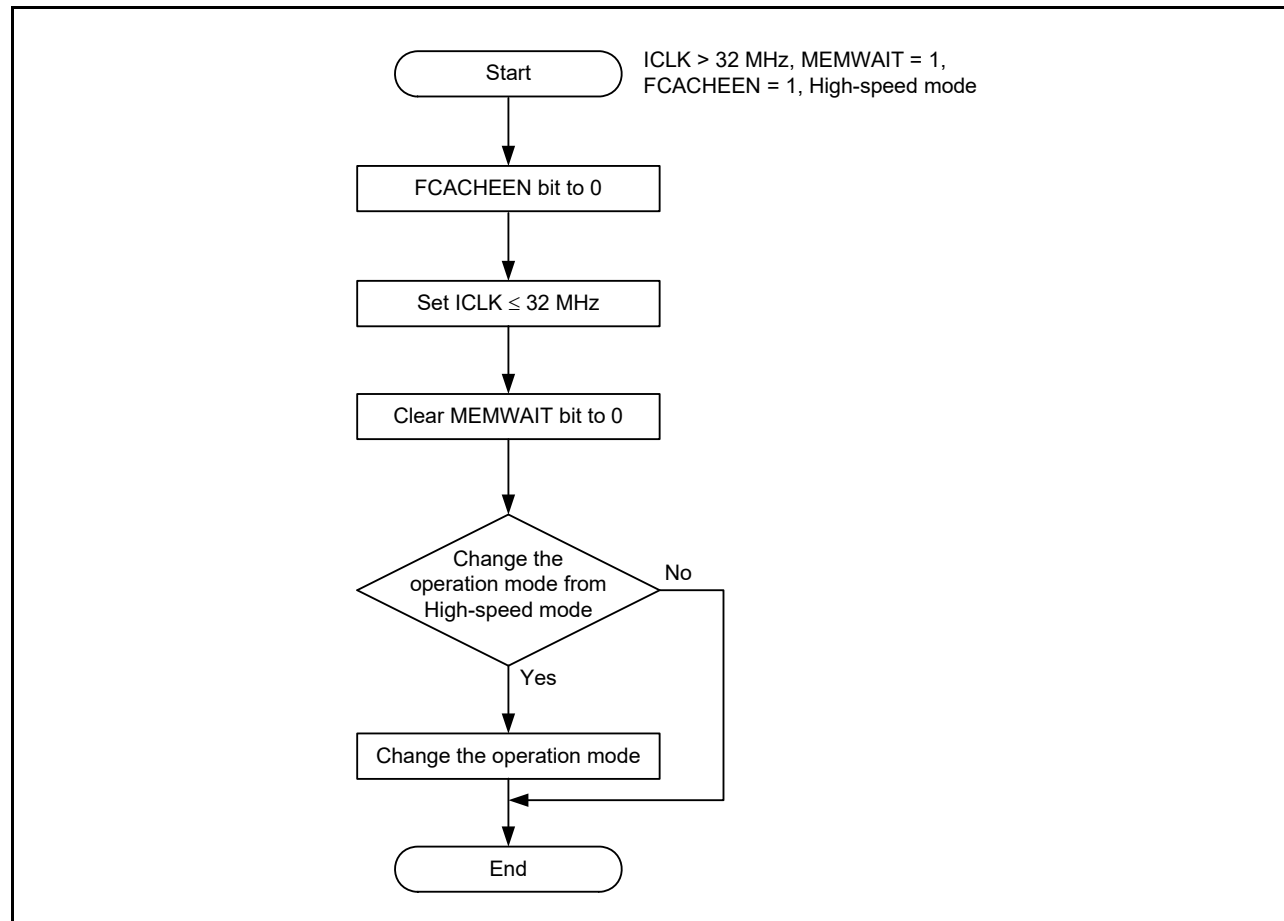 Start
ICLK > 32 MHz, MEMWAIT = 1,
FCACHEEN = 1, High-speed mode
FCACHEEN bit to 0
Set ICLK ≤ 32 MHz
Clear MEMWAIT bit to 0
Change the
operation mode from
High-speed mode
No
Yes
Change the operation mode
End